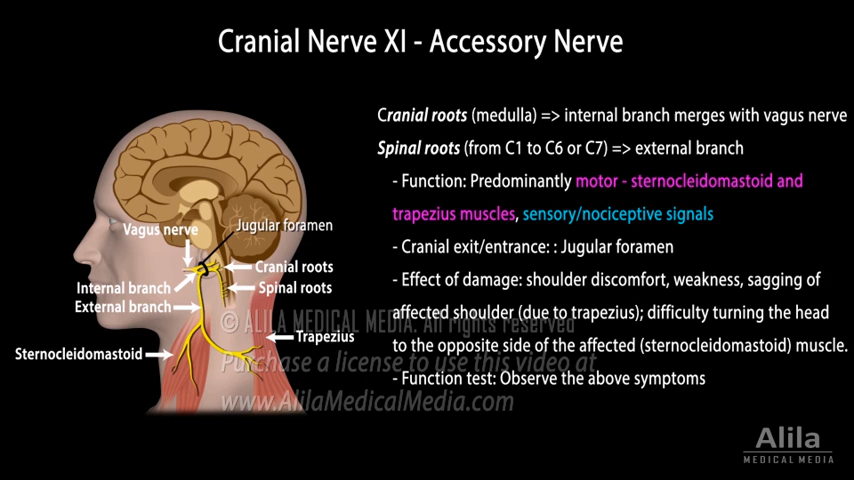 Cranial Nerve XI - Accessory Nerve
Cranial roots (medulla) => internal branch merges with vagus nerve
Spinal roots (from C1 to C6 or C7) => external branch
- Function: Predominantly motor - sternocleidomastoid and
trapezius muscles, sensory/nociceptive signals
- Cranial exit/entrance: : Jugular foramen
- Effect of damage: shoulder discomfort, weakness, sagging of
affected shoulder (due to trapezius); difficulty turning the head
to the opposite side of the affected (sternocleidomastoid) muscle.
- Function test: Observe the above symptoms
Jugular foramen
Vagus nerve
Cranial roots
Internal branch
Spinal roots
External branch
Trapezius
Sternocleidomastoid
© ALILA MEDICAL MEDIA. All rights reserved
Purchase a license to use this video at
www.AlilaMedicalMedia.com
Alila
MEDICAL MEDIA